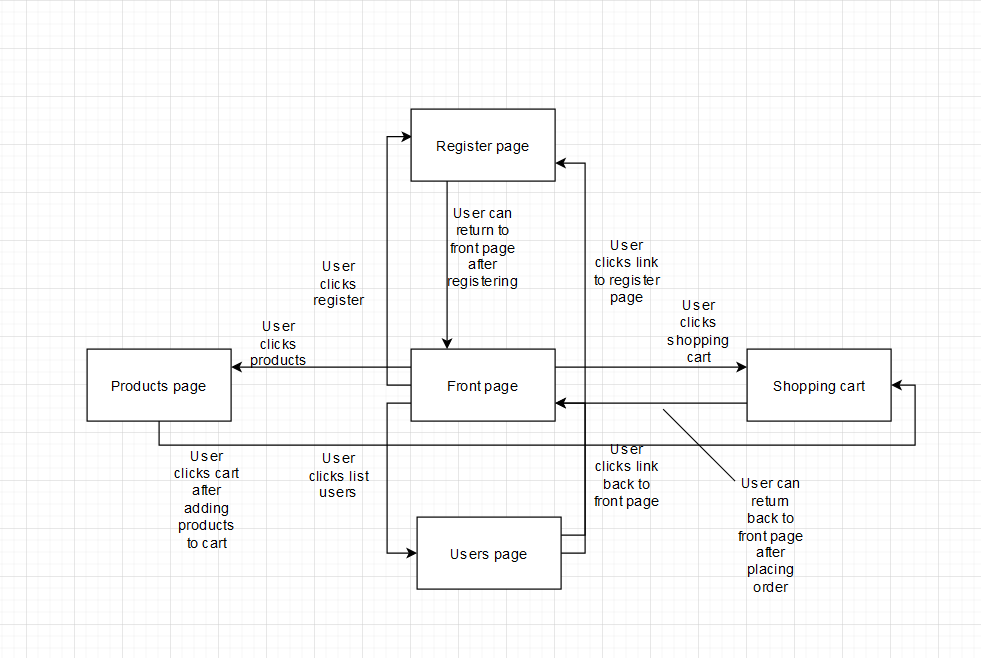 Register page
User can
return to
front page
after
registering
User
clicks link
to register
page
User
clicks
register
User
clicks
shopping
cart
User
clicks
products
Products page
Front page
Shopping cart
User
clicks cart
after
adding
products
to cart
User
clicks list
users
User
clicks link
back to
front page
User can
return
back to
front page
after
placing
order
Users page